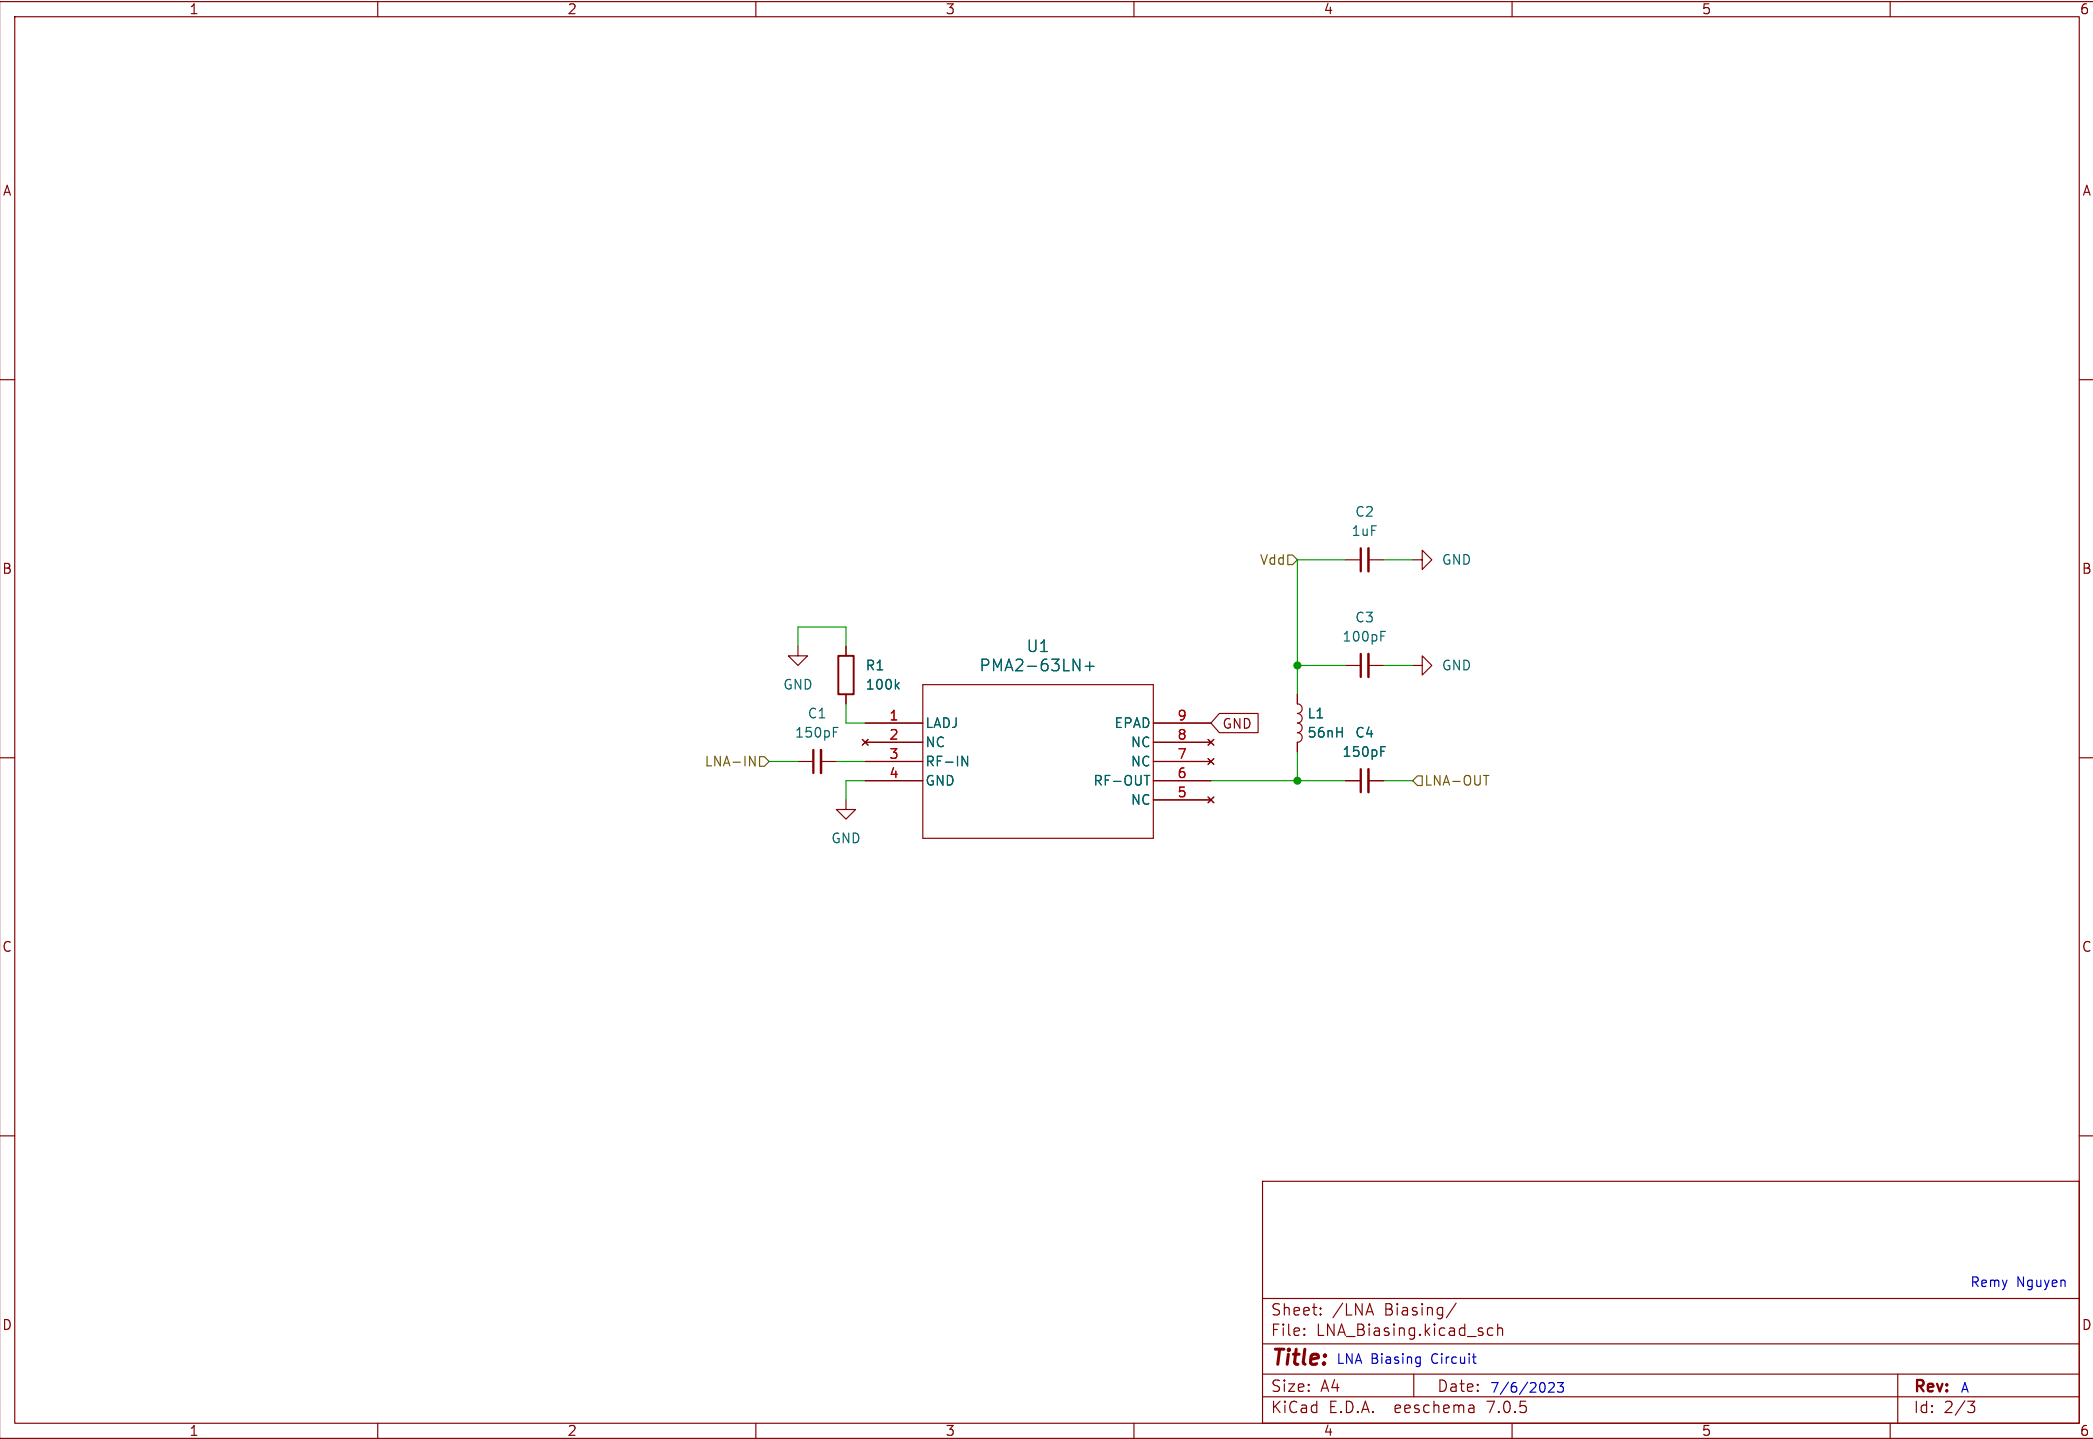 1 2 3 4 5 6
A A
C2
1uF
Vdd GND
B B
C3
100pF
GND
U1
PMA2-63LN+
R1
100k
GND
C1
150pF
L1
56nH
C4
150pF
1 LADJ EPAD 9 GND
2 NC NC 8
LNA-IN 3 RF-IN NC 7
4 GND RF-OUT 6 LNA-OUT
NC 5
GND
C C
Remy Nguyen
Sheet: /LNA Biasing/
File: LNA_Biasing.kicad_sch
D D
Title: LNA Biasing Circuit
Size: A4 Date: 7/6/2023 Rev: A
KiCad E.D.A. eeschema 7.0.5 Id: 2/3
1 2 3 4 5 6